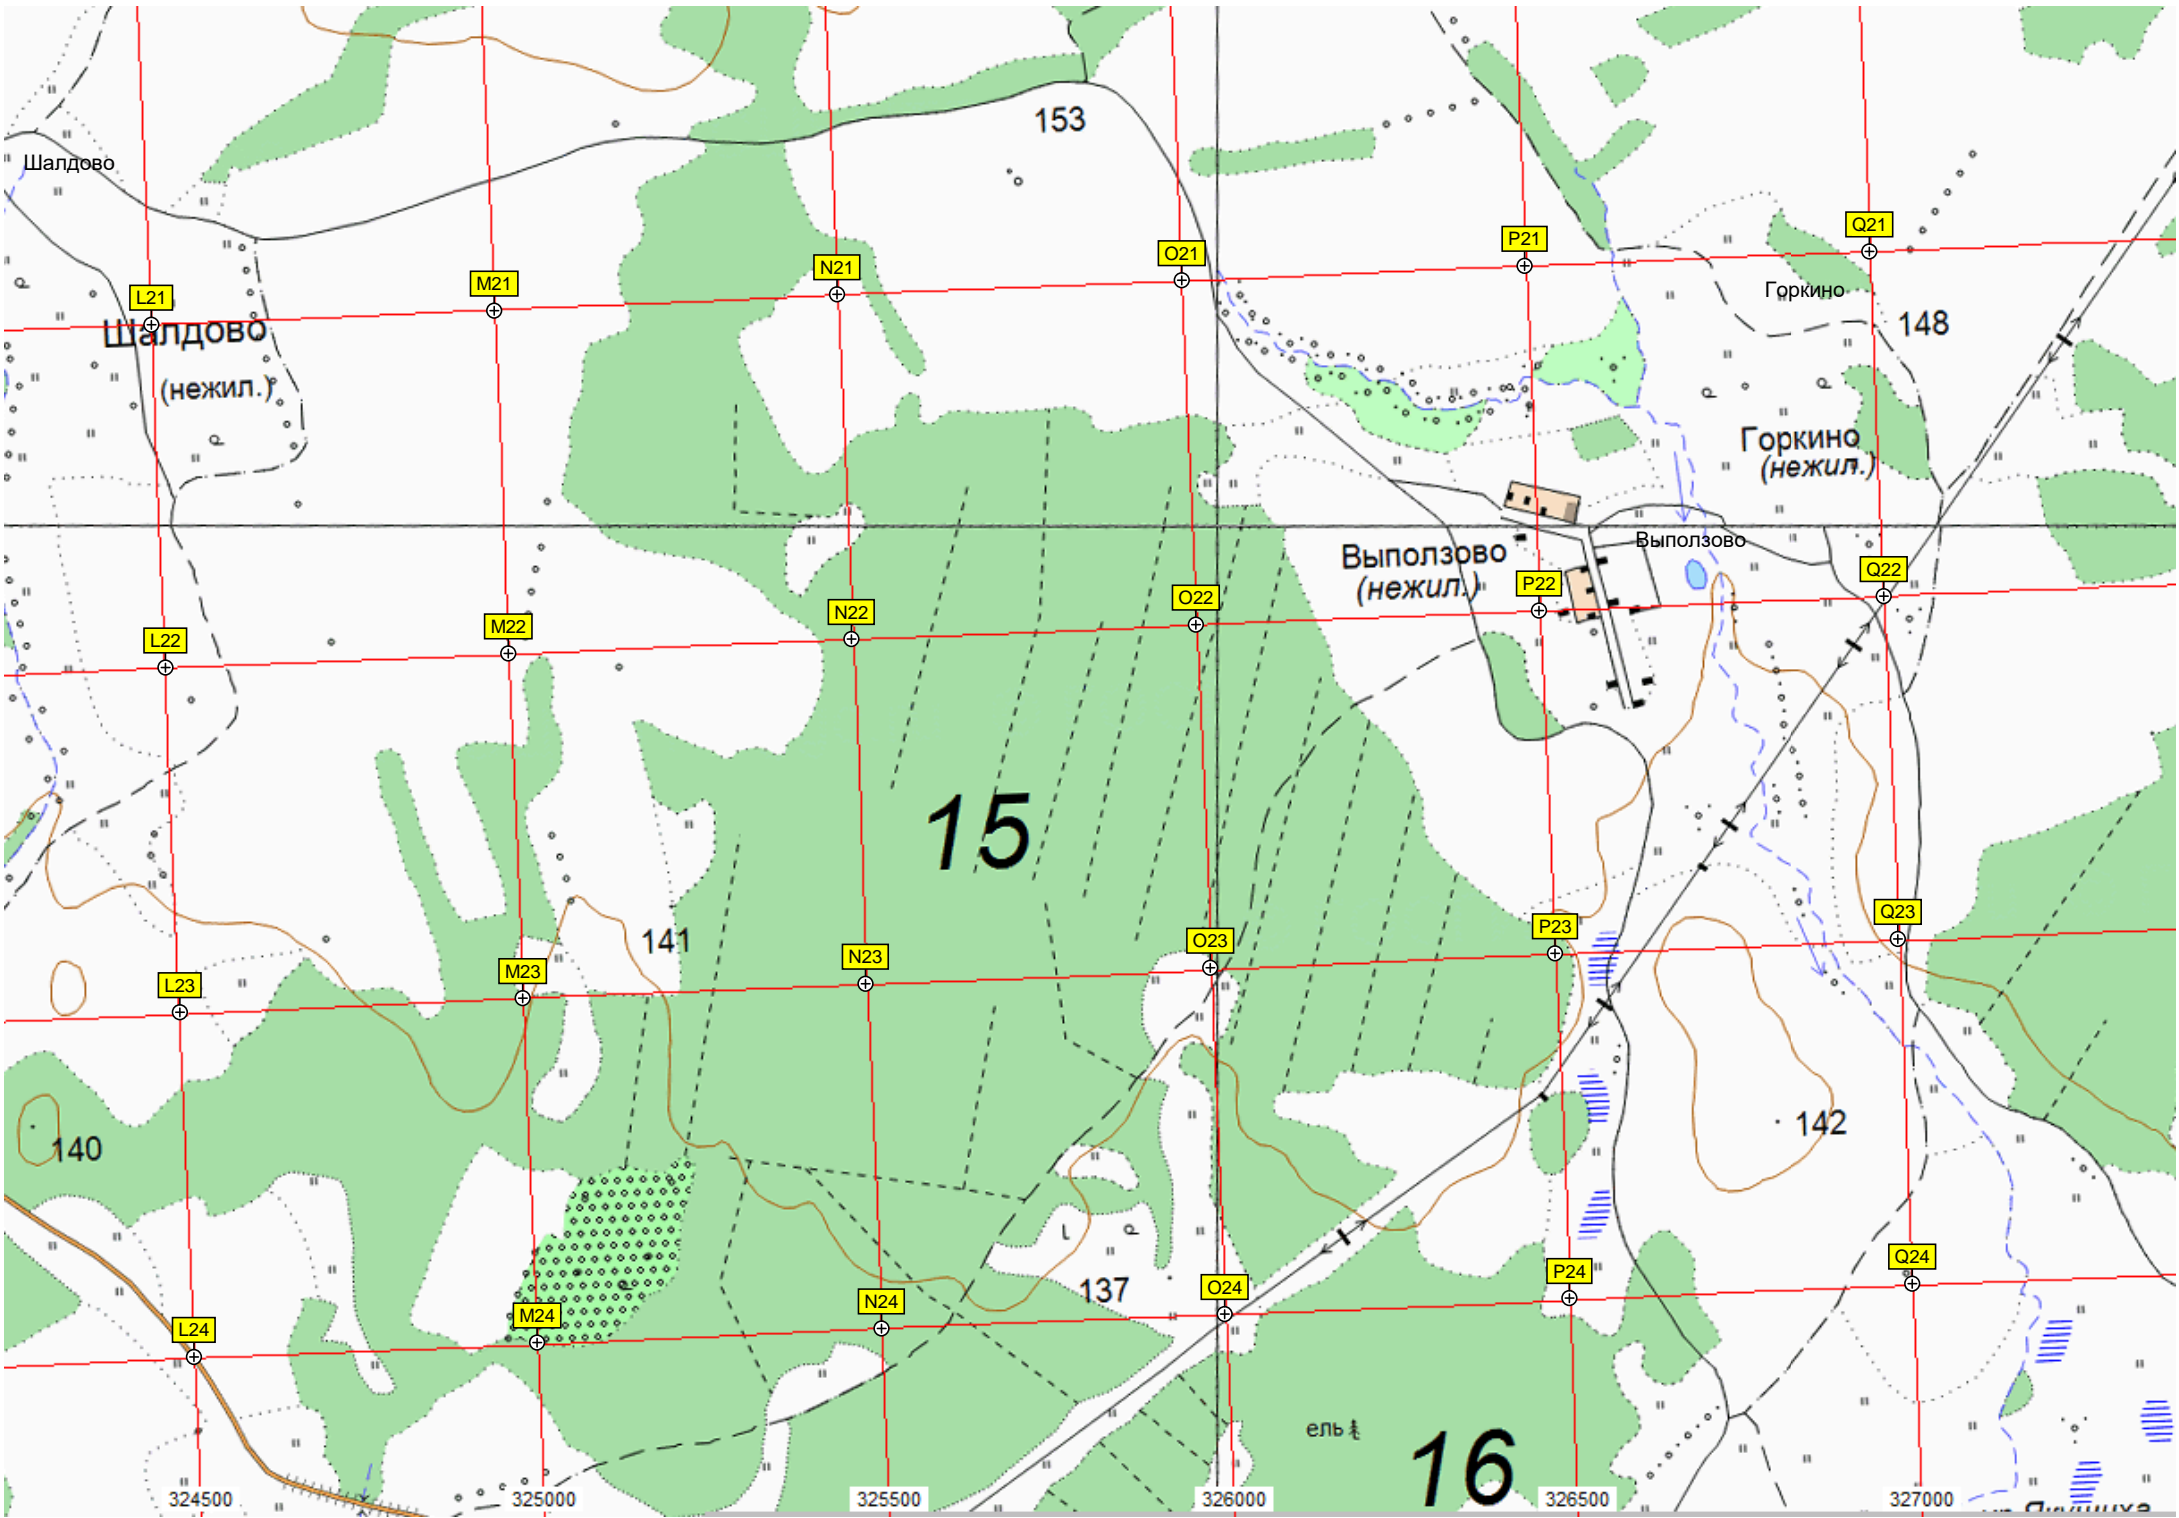 153
Шалдово
Q21
P21
O21
N21
M21
L21
Горкино
148
Шалдово
(нежил.)
Горкино
(нежил.)
Выползово
Выползово
(нежил.)
Q22
P22
O22
N22
M22
L22
15
Q23
P23
O23
N23
M23
L23
141
142
140
137
Q24
P24
O24
N24
M24
L24
ель
16
324500
325000
325500
326000
326500
327000